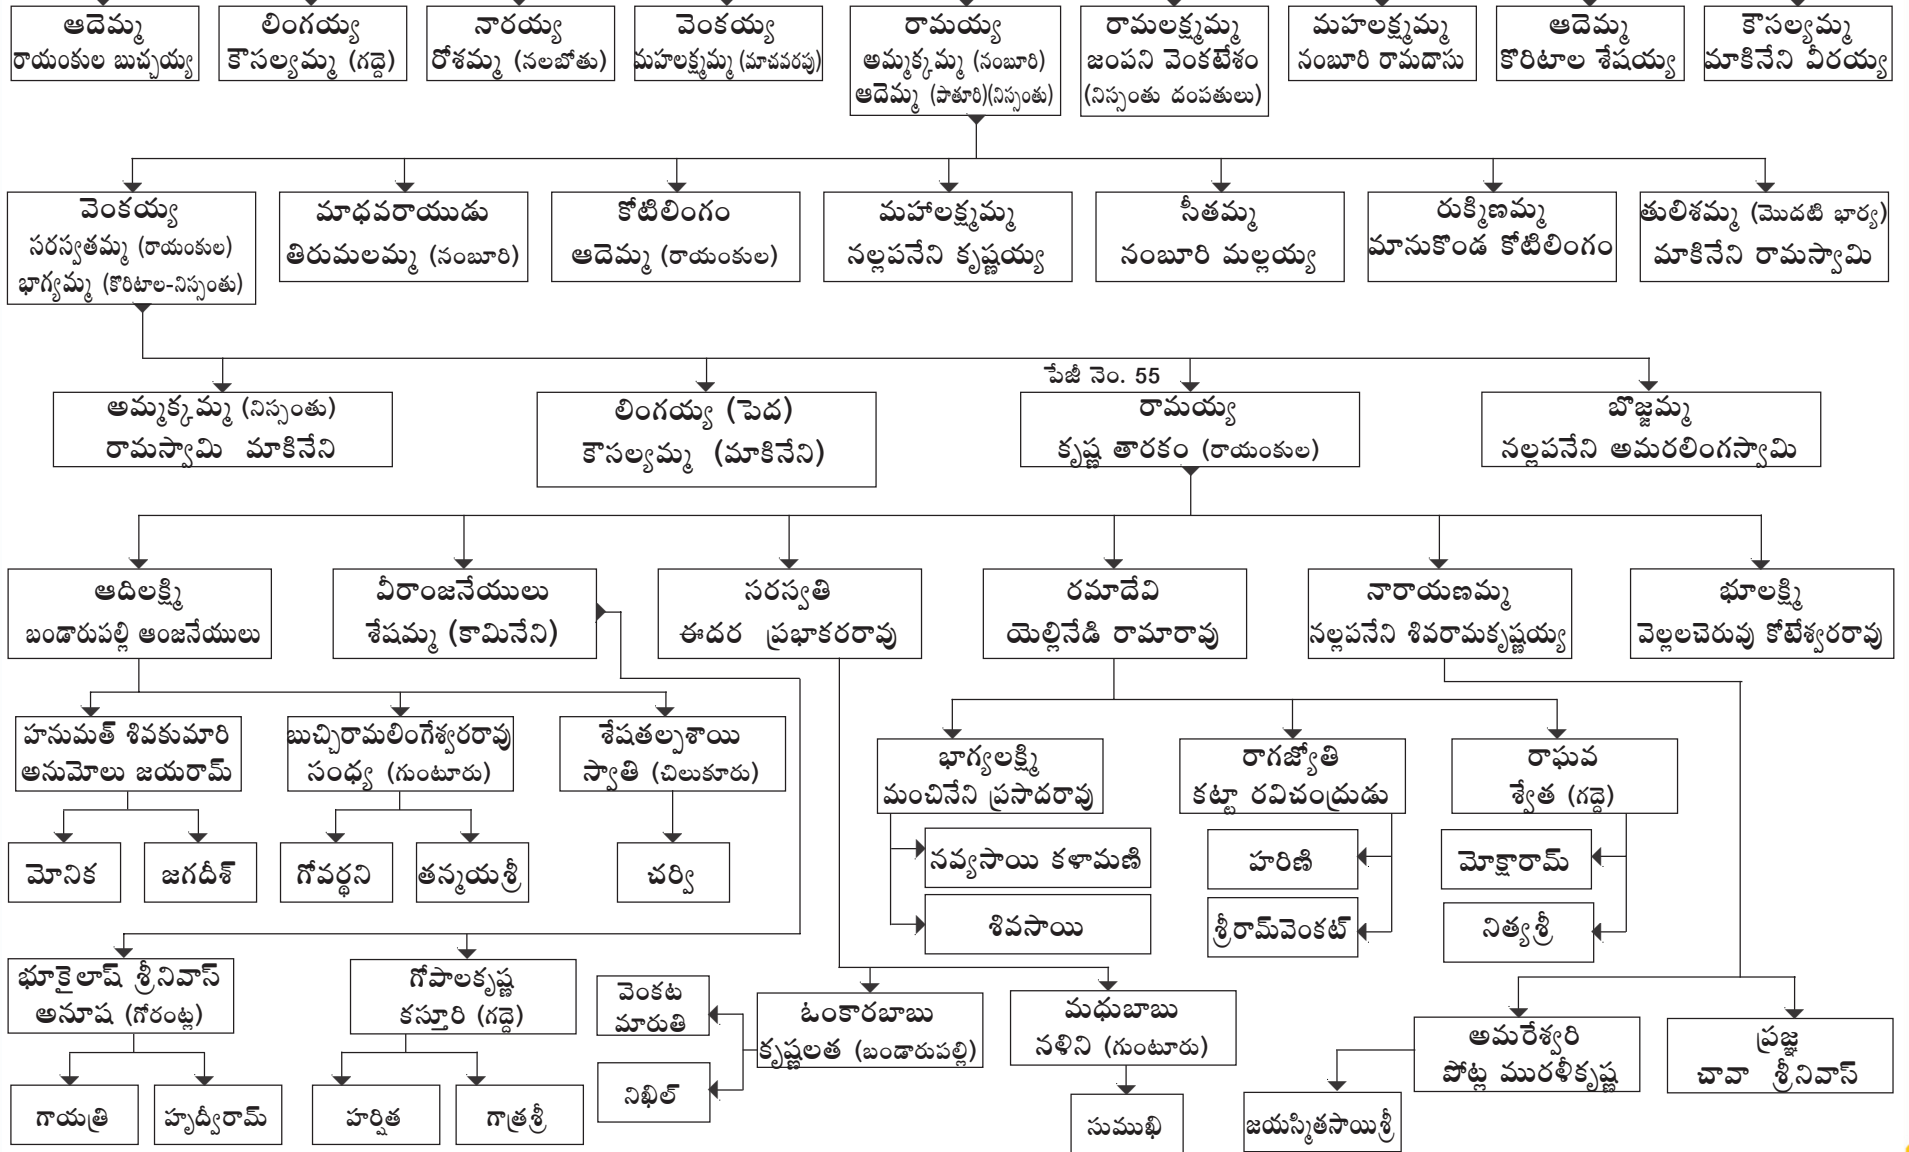 ఆదెమ్మ
రాయంకుల బుచ్చయ్య
లింగయ్య
కౌసల్యమ్మ (గద్దె)
నారయ్య
రోశమ్మ (నలబోతు)
వెంకయ్య
మహలక్ష్మమ్మ (మాచవరపు)
రామయ్య
అమ్మక్కమ్మ (నంబూరి)
ఆదెమ్మ (పాతూరి)(నిస్సంతు)
రామలక్ష్మమ్మ
జంపని వెంకటేశం
(నిస్సంతు దంపతులు)
మహలక్ష్మమ్మ
నంబూరి రామదాసు
ఆదెమ్మ
కొరిటాల శేషయ్య
కౌసల్యమ్మ
మాకినేని వీరయ్య
వెంకయ్య
సరస్వతమ్మ (రాయంకుల)
భాగ్యమ్మ (కొరిటాల-నిస్సంతు)
మాధవరాయుడు
తిరుమలమ్మ (నంబూరి)
కోటిలింగం
ఆదెమ్మ (రాయంకుల)
మహాలక్ష్మమ్మ
నల్లపనేని కృష్ణయ్య
సీతమ్మ
నంబూరి మల్లయ్య
రుక్మిణమ్మ
మానుకొండ కోటిలింగం
తులిశమ్మ (మొదటి భార్య)
మాకినేని రామస్వామి
పేజీ నెం. 55
అమ్మక్కమ్మ (నిస్సంతు)
రామస్వామి మాకినేని
లింగయ్య (పెద)
కౌసల్యమ్మ (మాకినేని)
రామయ్య
కృష్ణ తారకం (రాయంకుల)
బొజ్జమ్మ
నల్లపనేని అమరలింగస్వామి
ఆదిలక్ష్మి
బండారుపల్లి ఆంజనేయులు
వీరాంజనేయులు
శేషమ్మ (కామినేని)
సరస్వతి
ఈదర ప్రభాకరరావు
రమాదేవి
యెల్లినేడి రామారావు
నారాయణమ్మ
నల్లపనేని శివరామకృష్ణయ్య
భూలక్ష్మి
వెల్లలచెరువు కోటేశ్వరరావు
హనుమత్ శివకుమారి
అనుమోలు జయరామ్
బుచ్చిరామలింగేశ్వరరావు
సంధ్య (గుంటూరు)
శేషతల్పశాయి
స్వాతి (చిలుకూరు)
భాగ్యలక్ష్మి
మంచినేని ప్రసాదరావు
రాగజ్యోతి
కట్టా రవిచంద్రుడు
రాఘవ
శ్వేత (గద్దె)
మోనిక
జగదీశ్
గోవర్థని
తన్మయశ్రీ
చర్వి
నవ్యసాయి కళామణి
హరిణి
మోక్షారామ్
శివసాయి
శ్రీరామ్‌వెంకట్
నిత్యశ్రీ
భూకైలాష్ శ్రీనివాస్
అనూష (గోరంట్ల)
గోపాలకృష్ణ
కస్తూరి (గద్దె)
వెంకట
మారుతి
ఓంకారబాబు
కృష్ణలత (బండారుపల్లి)
మధుబాబు
నళిని (గుంటూరు)
అమరేశ్వరి
పోట్ల మురళీకృష్ణ
ప్రజ్ఞ
చావా శ్రీనివాస్
గాయత్రి
హృద్వీరామ్
హర్షిత
గాత్రశ్రీ
నిఖిల్
సుముఖి
జయస్మితసాయిశ్రీ